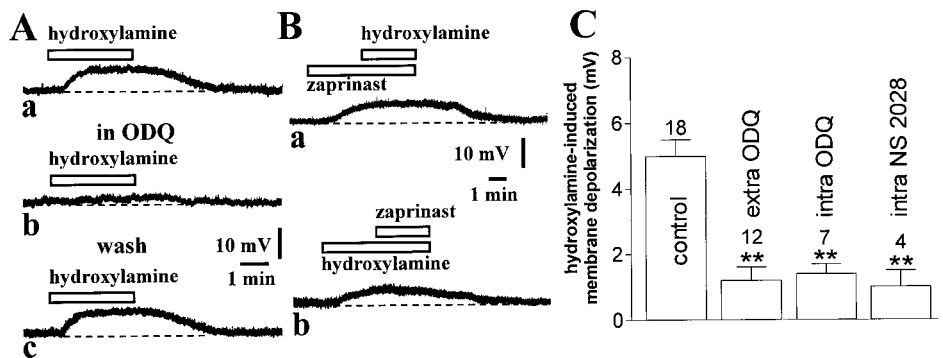 A
hydroxylamine
a
in ODQ
hydroxylamine
b
wash
10 mV
1 min
hydroxylamine
c
B
hydroxylamine
zaprinast
a
10 mV
1 min
zaprinast
hydroxylamine
b
C
hydroxylamine-induced
membrane depolarization (mV)
8
6
4
2
0
18
control
extra ODQ
12
**
intra ODQ
7
**
intra NS 2028
4
**